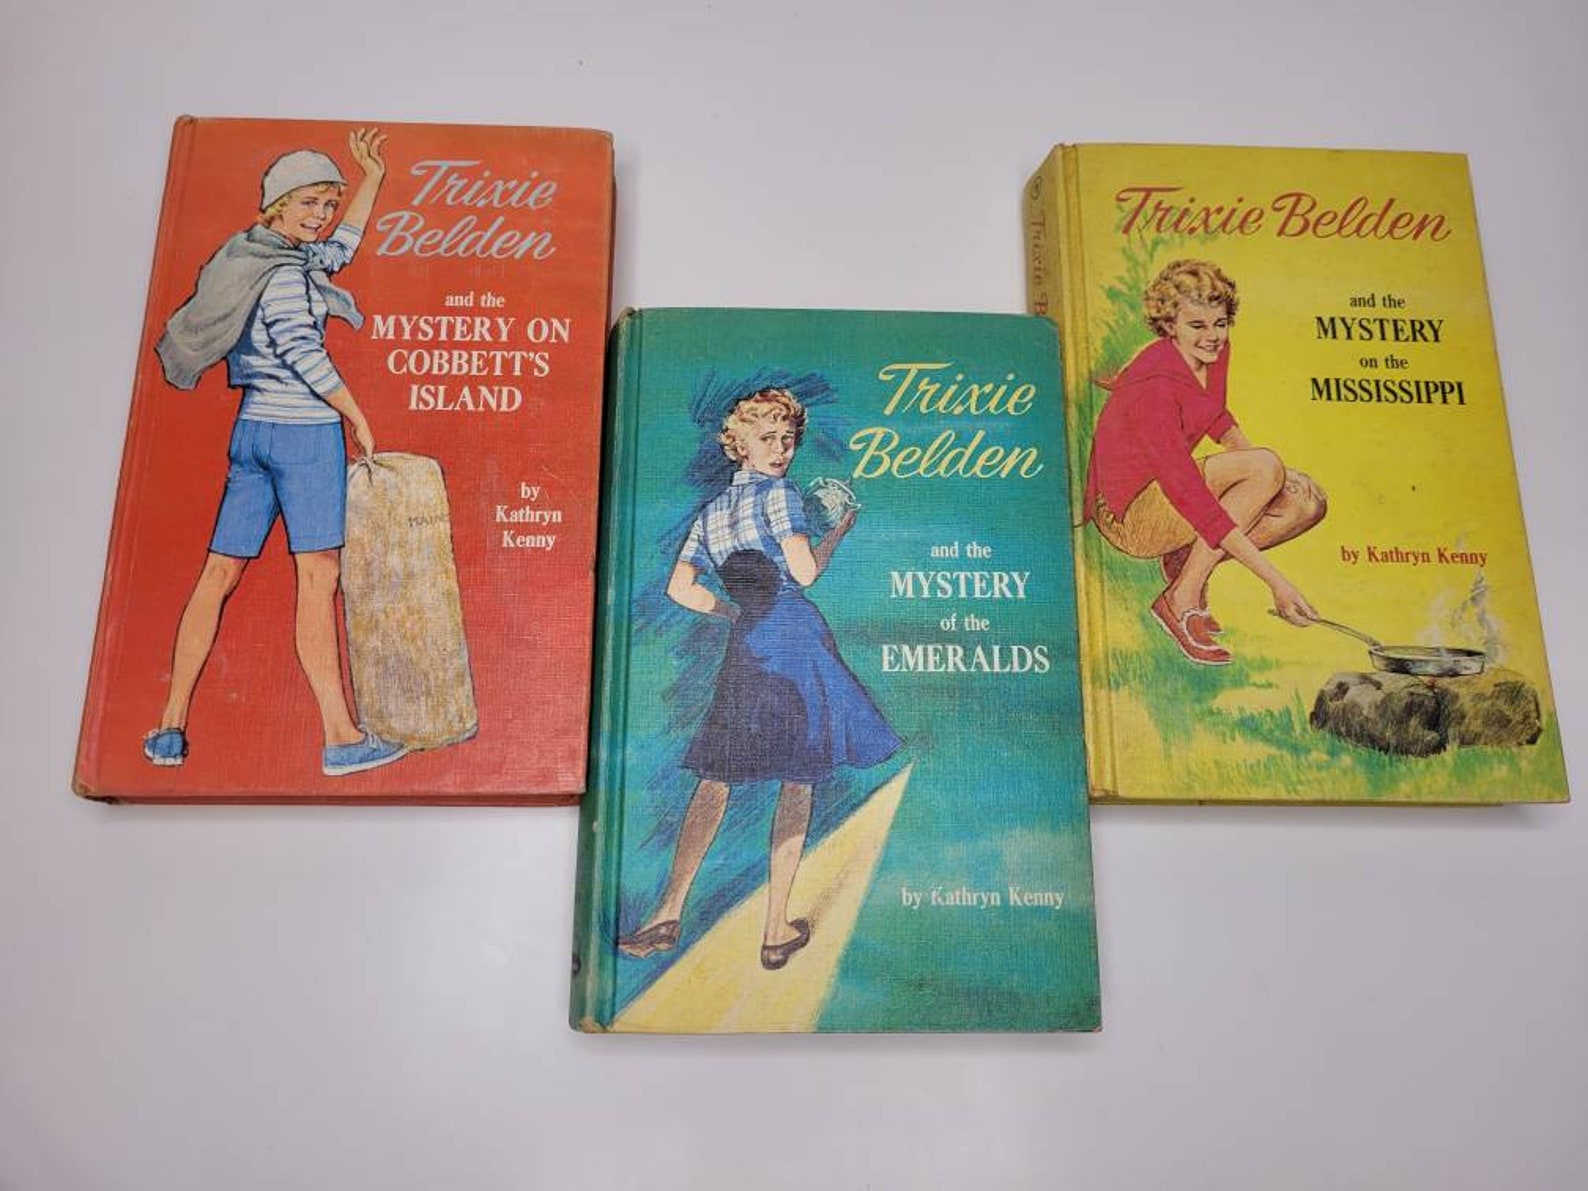 Trixie
Belden
and the
MYSTERY ON
COBBETT'S
ISLAND
by
Kathryn
Kenny
Trixie
Belden
and the
MYSTERY
of the
EMERALDS
by Kathryn Kenny
Trixie Belden
and the
MYSTERY
on the
MISSISSIPPI
by Kathryn Kenny
Trixie